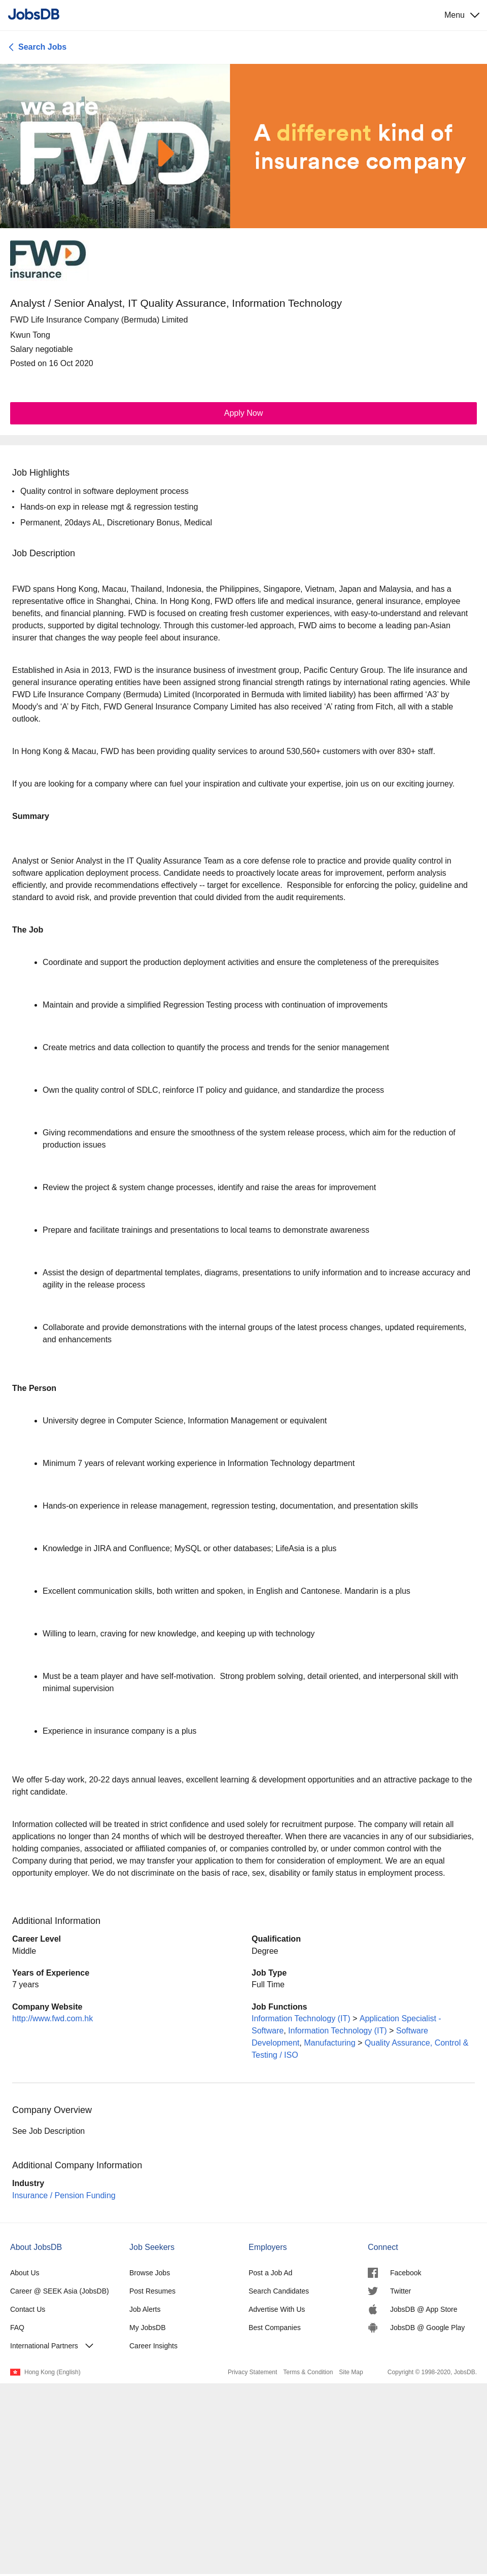 JobsDB
Menu
Search Jobs
we are
FWD
A different kind of
insurance company
FWD
insurance
Analyst / Senior Analyst, IT Quality Assurance, Information Technology
FWD Life Insurance Company (Bermuda) Limited
Kwun Tong
Salary negotiable
Posted on 16 Oct 2020
Apply Now
Job Highlights
• Quality control in software deployment process
• Hands-on exp in release mgt & regression testing
• Permanent, 20days AL, Discretionary Bonus, Medical
Job Description
FWD spans Hong Kong, Macau, Thailand, Indonesia, the Philippines, Singapore, Vietnam, Japan and Malaysia, and has a
representative office in Shanghai, China. In Hong Kong, FWD offers life and medical insurance, general insurance, employee
benefits, and financial planning. FWD is focused on creating fresh customer experiences, with easy-to-understand and relevant
products, supported by digital technology. Through this customer-led approach, FWD aims to become a leading pan-Asian
insurer that changes the way people feel about insurance.
Established in Asia in 2013, FWD is the insurance business of investment group, Pacific Century Group. The life insurance and
general insurance operating entities have been assigned strong financial strength ratings by international rating agencies. While
FWD Life Insurance Company (Bermuda) Limited (Incorporated in Bermuda with limited liability) has been affirmed ‘A3’ by
Moody's and ‘A’ by Fitch, FWD General Insurance Company Limited has also received ‘A’ rating from Fitch, all with a stable
outlook.
In Hong Kong & Macau, FWD has been providing quality services to around 530,560+ customers with over 830+ staff.
If you are looking for a company where can fuel your inspiration and cultivate your expertise, join us on our exciting journey.
Summary
Analyst or Senior Analyst in the IT Quality Assurance Team as a core defense role to practice and provide quality control in
software application deployment process. Candidate needs to proactively locate areas for improvement, perform analysis
efficiently, and provide recommendations effectively -- target for excellence.  Responsible for enforcing the policy, guideline and
standard to avoid risk, and provide prevention that could divided from the audit requirements.
The Job
• Coordinate and support the production deployment activities and ensure the completeness of the prerequisites
• Maintain and provide a simplified Regression Testing process with continuation of improvements
• Create metrics and data collection to quantify the process and trends for the senior management
• Own the quality control of SDLC, reinforce IT policy and guidance, and standardize the process
• Giving recommendations and ensure the smoothness of the system release process, which aim for the reduction of
production issues
• Review the project & system change processes, identify and raise the areas for improvement
• Prepare and facilitate trainings and presentations to local teams to demonstrate awareness
• Assist the design of departmental templates, diagrams, presentations to unify information and to increase accuracy and
agility in the release process
• Collaborate and provide demonstrations with the internal groups of the latest process changes, updated requirements,
and enhancements
The Person
• University degree in Computer Science, Information Management or equivalent
• Minimum 7 years of relevant working experience in Information Technology department
• Hands-on experience in release management, regression testing, documentation, and presentation skills
• Knowledge in JIRA and Confluence; MySQL or other databases; LifeAsia is a plus
• Excellent communication skills, both written and spoken, in English and Cantonese. Mandarin is a plus
• Willing to learn, craving for new knowledge, and keeping up with technology
• Must be a team player and have self-motivation.  Strong problem solving, detail oriented, and interpersonal skill with
minimal supervision
• Experience in insurance company is a plus
We offer 5-day work, 20-22 days annual leaves, excellent learning & development opportunities and an attractive package to the
right candidate.
Information collected will be treated in strict confidence and used solely for recruitment purpose. The company will retain all
applications no longer than 24 months of which will be destroyed thereafter. When there are vacancies in any of our subsidiaries,
holding companies, associated or affiliated companies of, or companies controlled by, or under common control with the
Company during that period, we may transfer your application to them for consideration of employment. We are an equal
opportunity employer. We do not discriminate on the basis of race, sex, disability or family status in employment process.
Additional Information
Career Level
Middle
Qualification
Degree
Years of Experience
7 years
Job Type
Full Time
Company Website
http://www.fwd.com.hk
Job Functions
Information Technology (IT) > Application Specialist -
Software, Information Technology (IT) > Software
Development, Manufacturing > Quality Assurance, Control &
Testing / ISO
Company Overview
See Job Description
Additional Company Information
Industry
Insurance / Pension Funding
About JobsDB
About Us
Career @ SEEK Asia (JobsDB)
Contact Us
FAQ
International Partners
Job Seekers
Browse Jobs
Post Resumes
Job Alerts
My JobsDB
Career Insights
Employers
Post a Job Ad
Search Candidates
Advertise With Us
Best Companies
Connect
Facebook
Twitter
JobsDB @ App Store
JobsDB @ Google Play
Hong Kong (English)
Privacy Statement Terms & Condition Site Map
Copyright © 1998-2020, JobsDB.